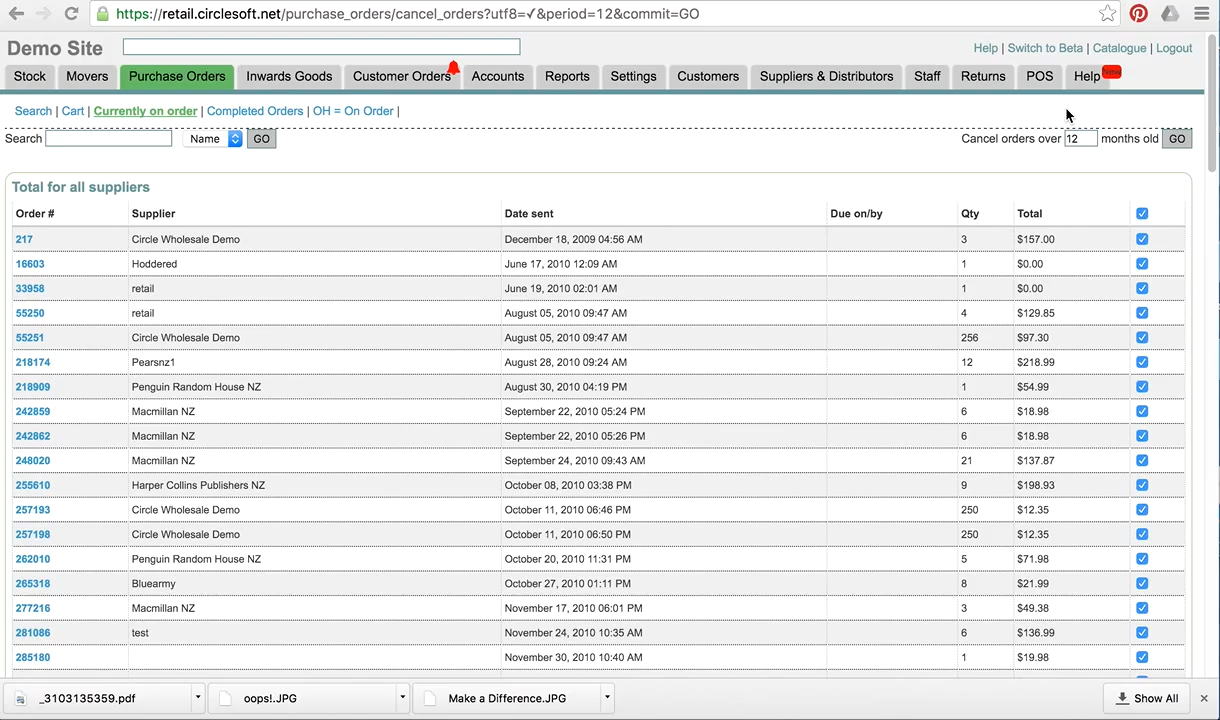 https://retail.circlesoft.net/purchase_orders/cancel_orders?utf8=✓&period=12&commit=GO
Demo Site
Help | Switch to Beta | Catalogue | Logout
Stock Movers Purchase Orders Inwards Goods Customer Orders Accounts Reports Settings Customers Suppliers & Distributors Staff Returns POS Help
Search | Cart | Currently on order | Completed Orders | OH = On Order |
Search Name GO Cancel orders over 12 months old GO
Total for all suppliers
Order # Supplier Date sent Due on/by Qty Total
217 Circle Wholesale Demo December 18, 2009 04:56 AM 3 $157.00
16603 Hoddered June 17, 2010 12:09 AM 1 $0.00
33958 retail June 19, 2010 02:01 AM 1 $0.00
55250 retail August 05, 2010 09:47 AM 4 $129.85
55251 Circle Wholesale Demo August 05, 2010 09:47 AM 256 $97.30
218174 Pearsnz1 August 28, 2010 09:24 AM 12 $218.99
218909 Penguin Random House NZ August 30, 2010 04:19 PM 1 $54.99
242859 Macmillan NZ September 22, 2010 05:24 PM 6 $18.98
242862 Macmillan NZ September 22, 2010 05:26 PM 6 $18.98
248020 Macmillan NZ September 24, 2010 09:43 AM 21 $137.87
255610 Harper Collins Publishers NZ October 08, 2010 03:38 PM 9 $198.93
257193 Circle Wholesale Demo October 11, 2010 06:46 PM 250 $12.35
257198 Circle Wholesale Demo October 11, 2010 06:50 PM 250 $12.35
262010 Penguin Random House NZ October 20, 2010 11:31 PM 5 $71.98
265318 Bluearmy October 27, 2010 01:11 PM 8 $21.99
277216 Macmillan NZ November 17, 2010 06:01 PM 3 $49.38
281086 test November 24, 2010 10:35 AM 6 $136.99
285180 November 30, 2010 10:40 AM 1 $19.98
_3103135359.pdf oops!.JPG Make a Difference.JPG Show All